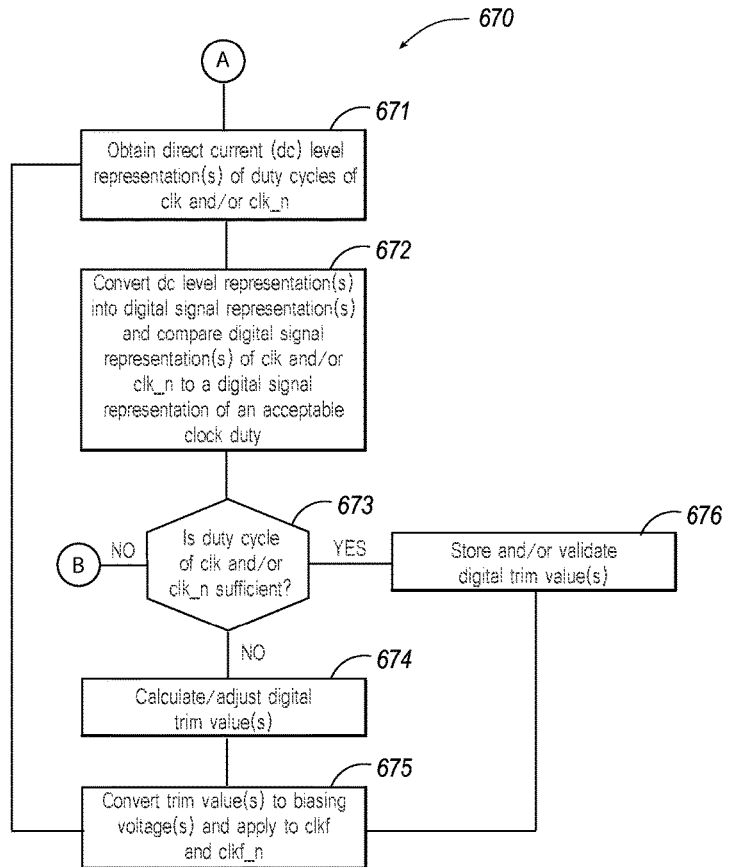 670
A
671
Obtain direct current (dc) level
representation(s) of duty cycles of
clk and/or clk_n
672
Convert dc level representation(s)
into digital signal representation(s)
and compare digital signal
representation(s) of clk and/or
clk_n to a digital signal
representation of an acceptable
clock duty
673
Is duty cycle
of clk and/or
clk_n sufficient?
B
NO
YES
676
Store and/or validate
digital trim value(s)
NO
674
Calculate/adjust digital
trim value(s)
675
Convert trim value(s) to biasing
voltage(s) and apply to clkf
and clkf_n